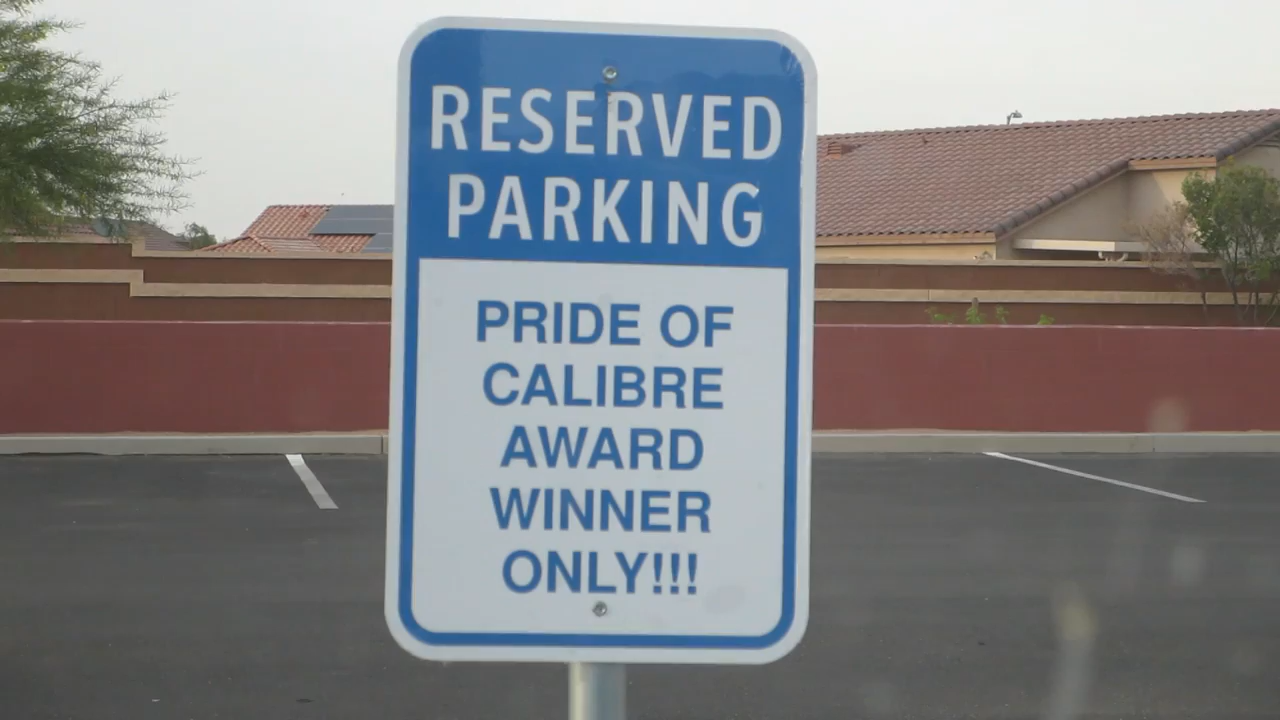 RESERVED
PARKING
PRIDE OF
CALIBRE
AWARD
WINNER
ONLY!!!